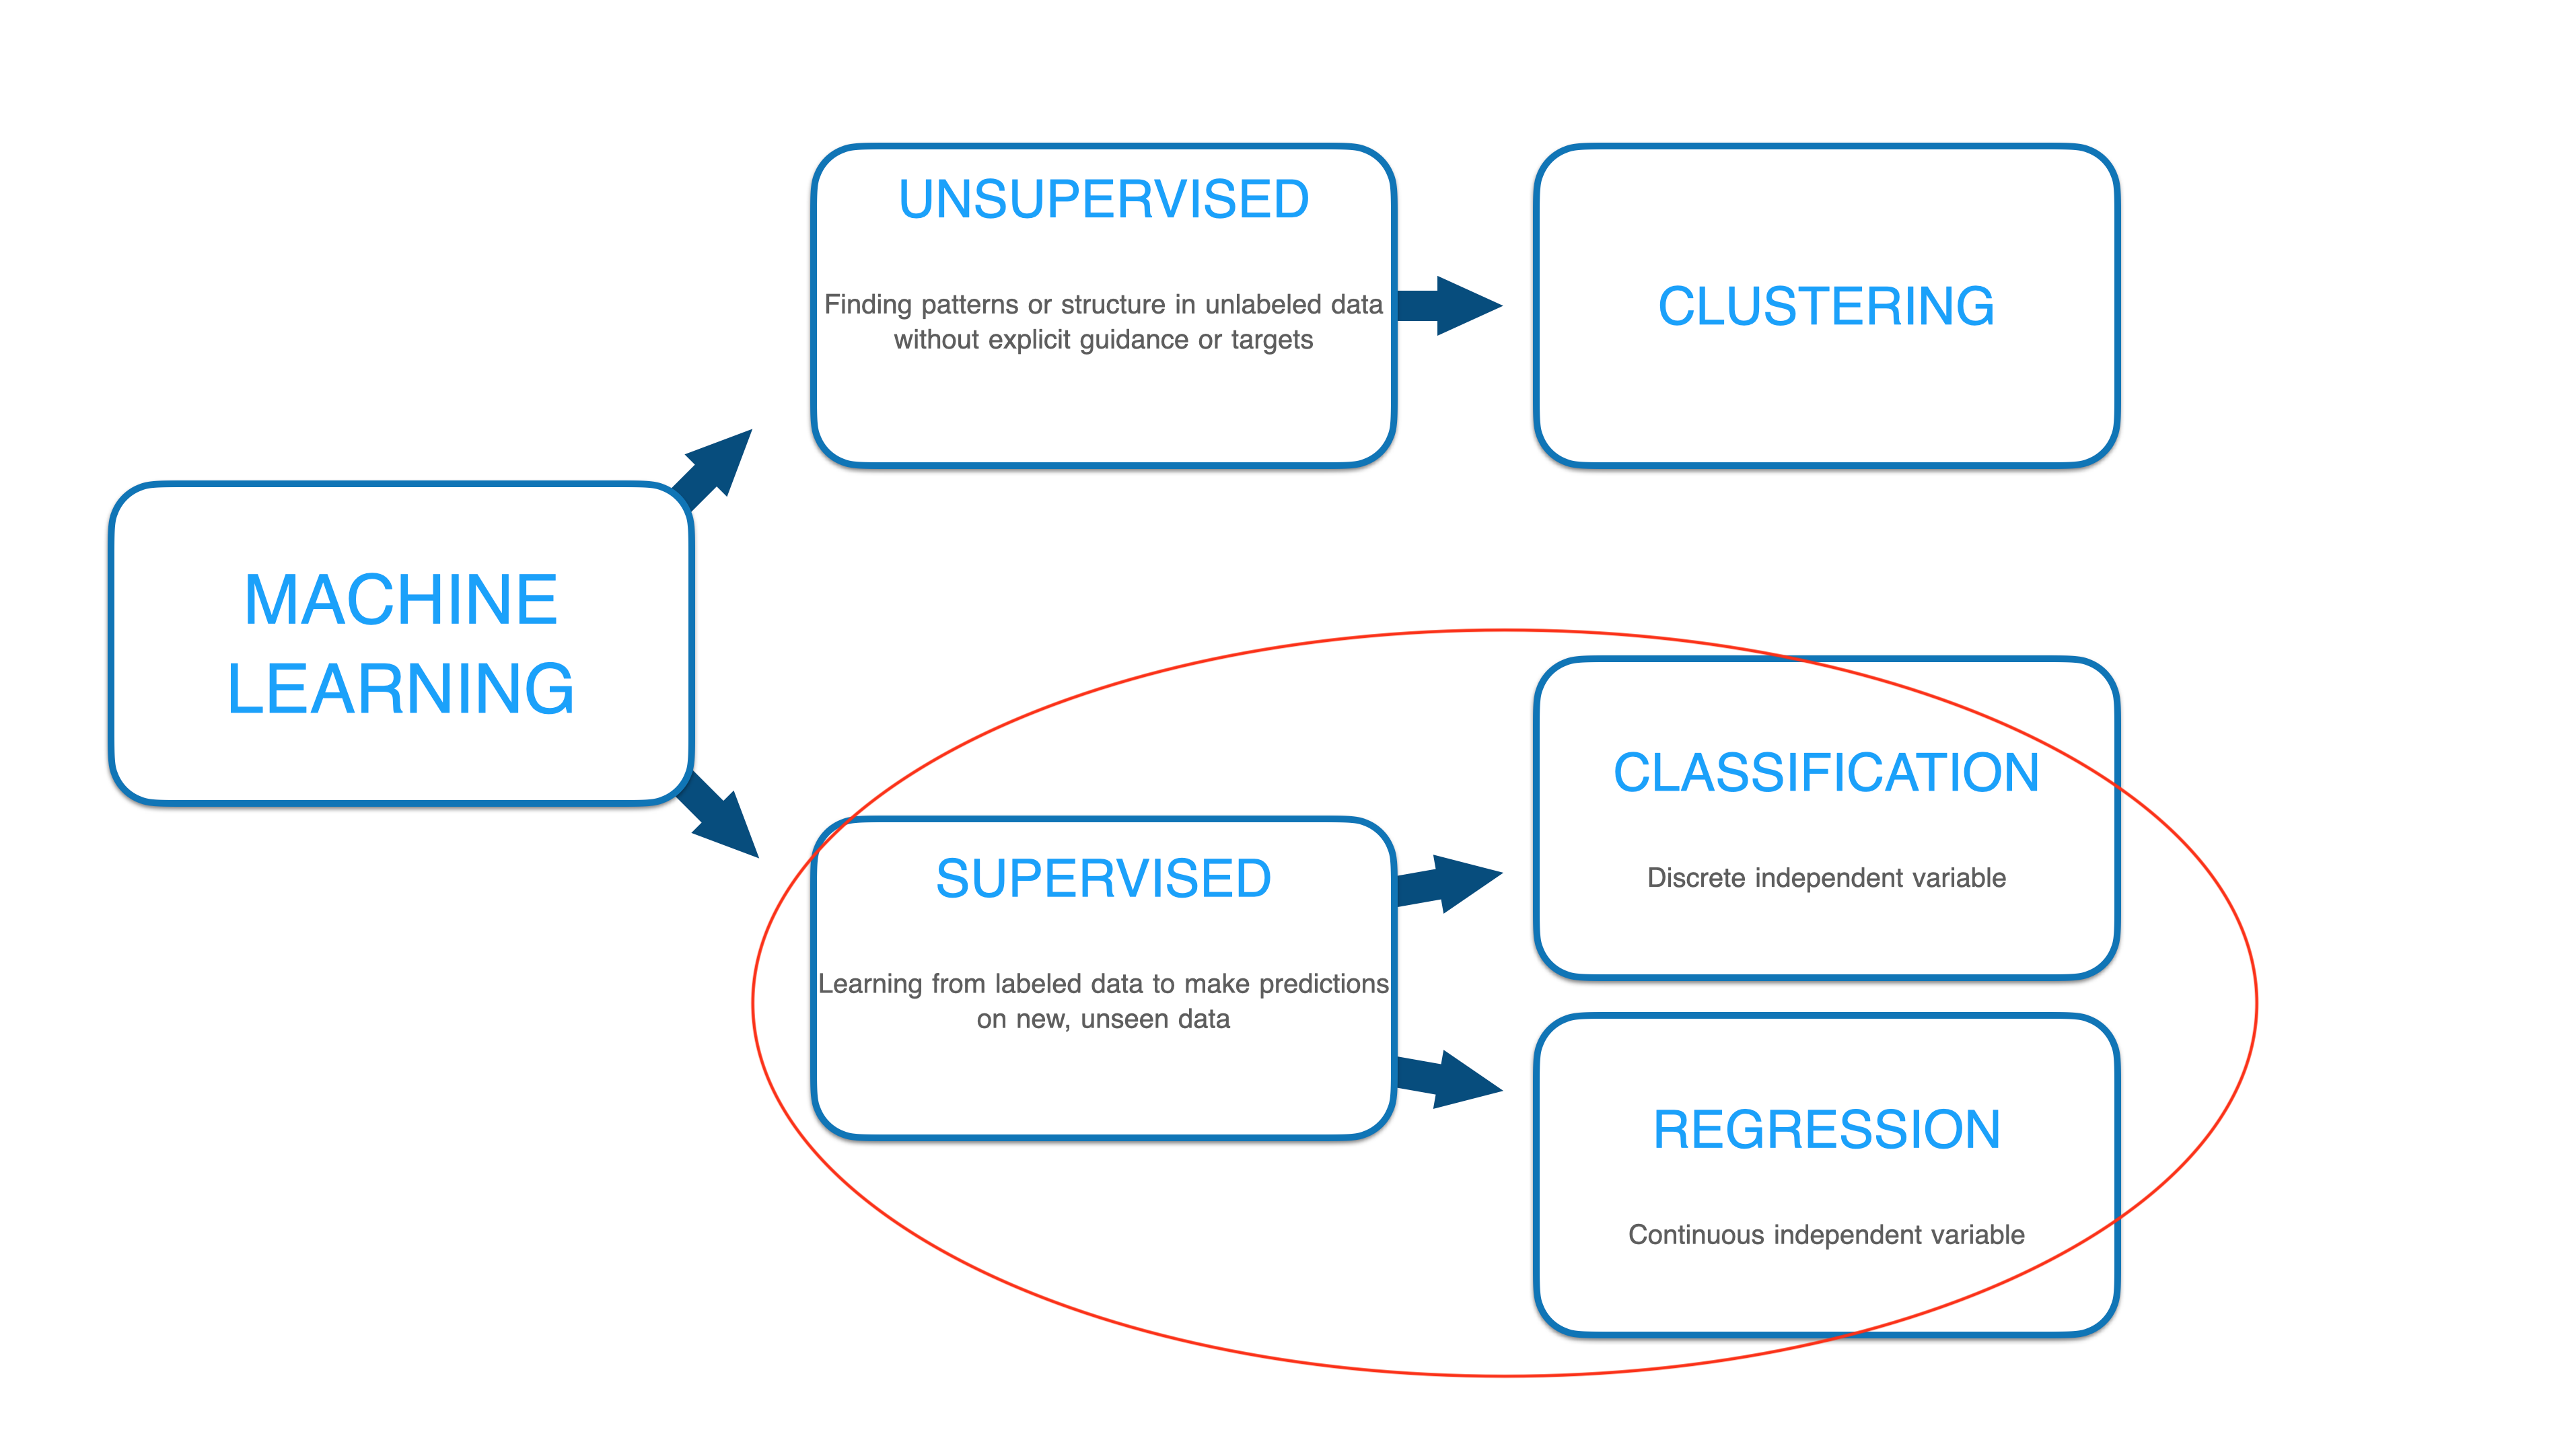 UNSUPERVISED
Finding patterns or structure in unlabeled data
without explicit guidance or targets
CLUSTERING
MACHINE
LEARNING
SUPERVISED
Learning from labeled data to make predictions
on new, unseen data
CLASSIFICATION
Discrete independent variable
REGRESSION
Continuous independent variable